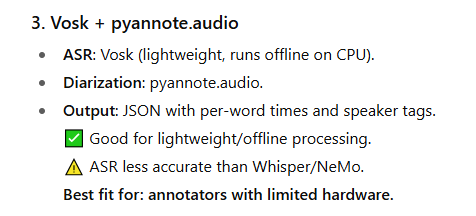 3. Vosk + pyannote.audio
• ASR: Vosk (lightweight, runs offline on CPU).
• Diarization: pyannote.audio.
• Output: JSON with per-word times and speaker tags.
✅ Good for lightweight/offline processing.
⚠️ ASR less accurate than Whisper/NeMo.
Best fit for: annotators with limited hardware.